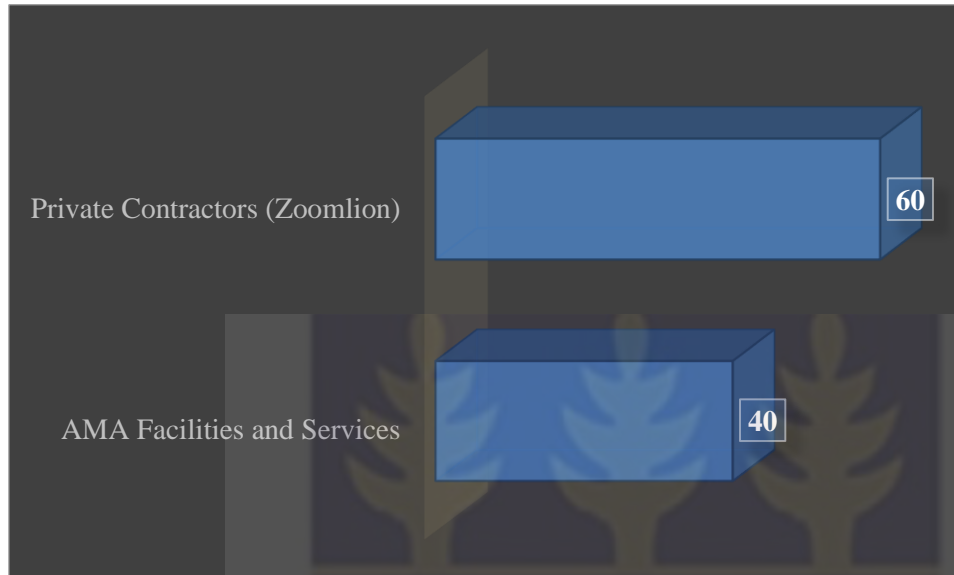 Private Contractors (Zoomlion)
60
AMA Facilities and Services
40